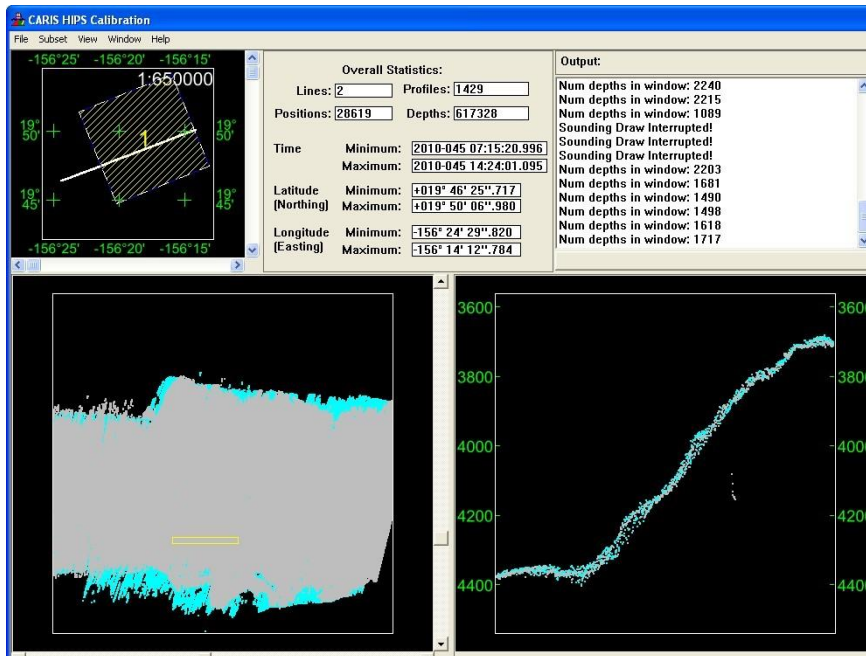 CARIS HIPS Calibration
File Subset View Window Help
-156° 25' -156° 20' -156° 15'
1:650000
19° 50' 19° 50'
1
19° 45' 19° 45'
-156° 25' -156° 20' -156° 15'
Overall Statistics:
Lines: 2 Profiles: 1429
Positions: 28619 Depths: 617328
Time Minimum: 2010-045 07:15:20.996
Maximum: 2010-045 14:24:01.095
Latitude (Northing) Minimum: +019° 46' 25".717
Maximum: +019° 50' 06".980
Longitude (Easting) Minimum: -156° 24' 29".820
Maximum: -156° 14' 12".784
Output:
Num depths in window: 2240
Num depths in window: 2215
Num depths in window: 1089
Sounding Draw Interrupted!
Sounding Draw Interrupted!
Sounding Draw Interrupted!
Num depths in window: 2203
Num depths in window: 1681
Num depths in window: 1490
Num depths in window: 1498
Num depths in window: 1618
Num depths in window: 1717
3600 3600
3800 3800
4000 4000
4200 4200
4400 4400